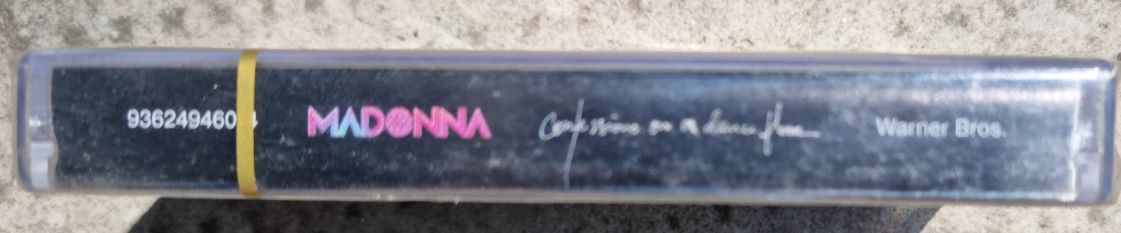 MADONNA
Confessions on a dance floor
Warner Bros.